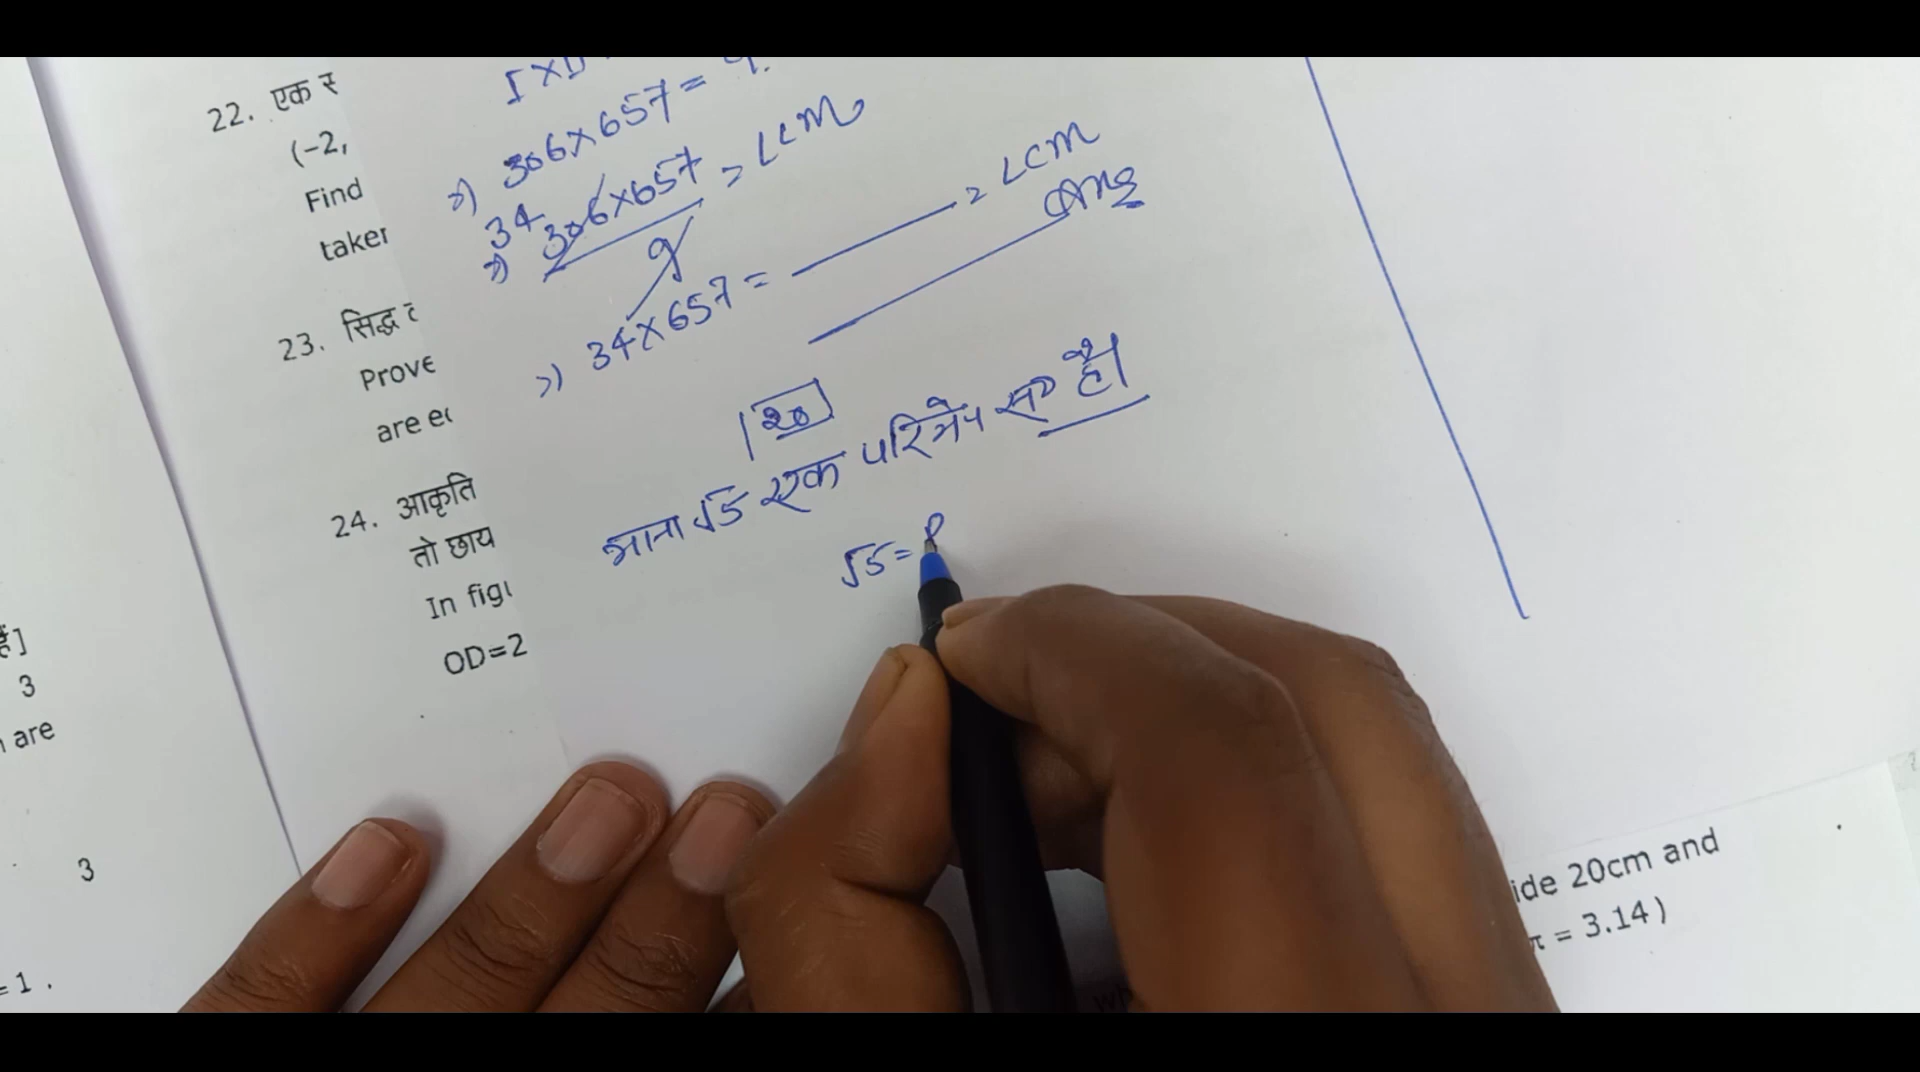 22. एक
(-2,
Find
taken
23. सिद्ध
Prove
are
24. आकृति
तो छाय
In fig
OD=2
306×657=
34 306×657 = LCM
9
34×657= = LCM
Ans
20
माना √5 एक परिमेय सं० है।
√5=P
3
are
3
=1.
ide 20cm and
π = 3.14)